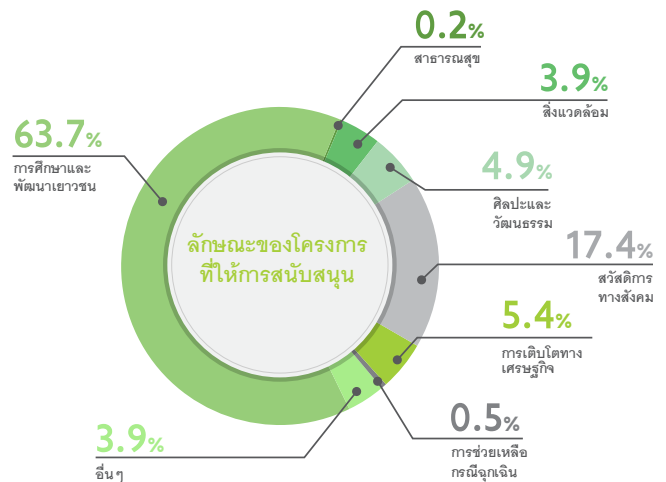 0.2%
สาธารณสุข
3.9%
สิ่งแวดล้อม
63.7%
การศึกษาและ
พัฒนาเยาวชน
4.9%
ศิลปะและ
วัฒนธรรม
ลักษณะของโครงการ
ที่ให้การสนับสนุน
17.4%
สวัสดิการ
ทางสังคม
5.4%
การเติบโตทาง
เศรษฐกิจ
0.5%
การช่วยเหลือ
กรณีฉุกเฉิน
3.9%
อื่นๆ